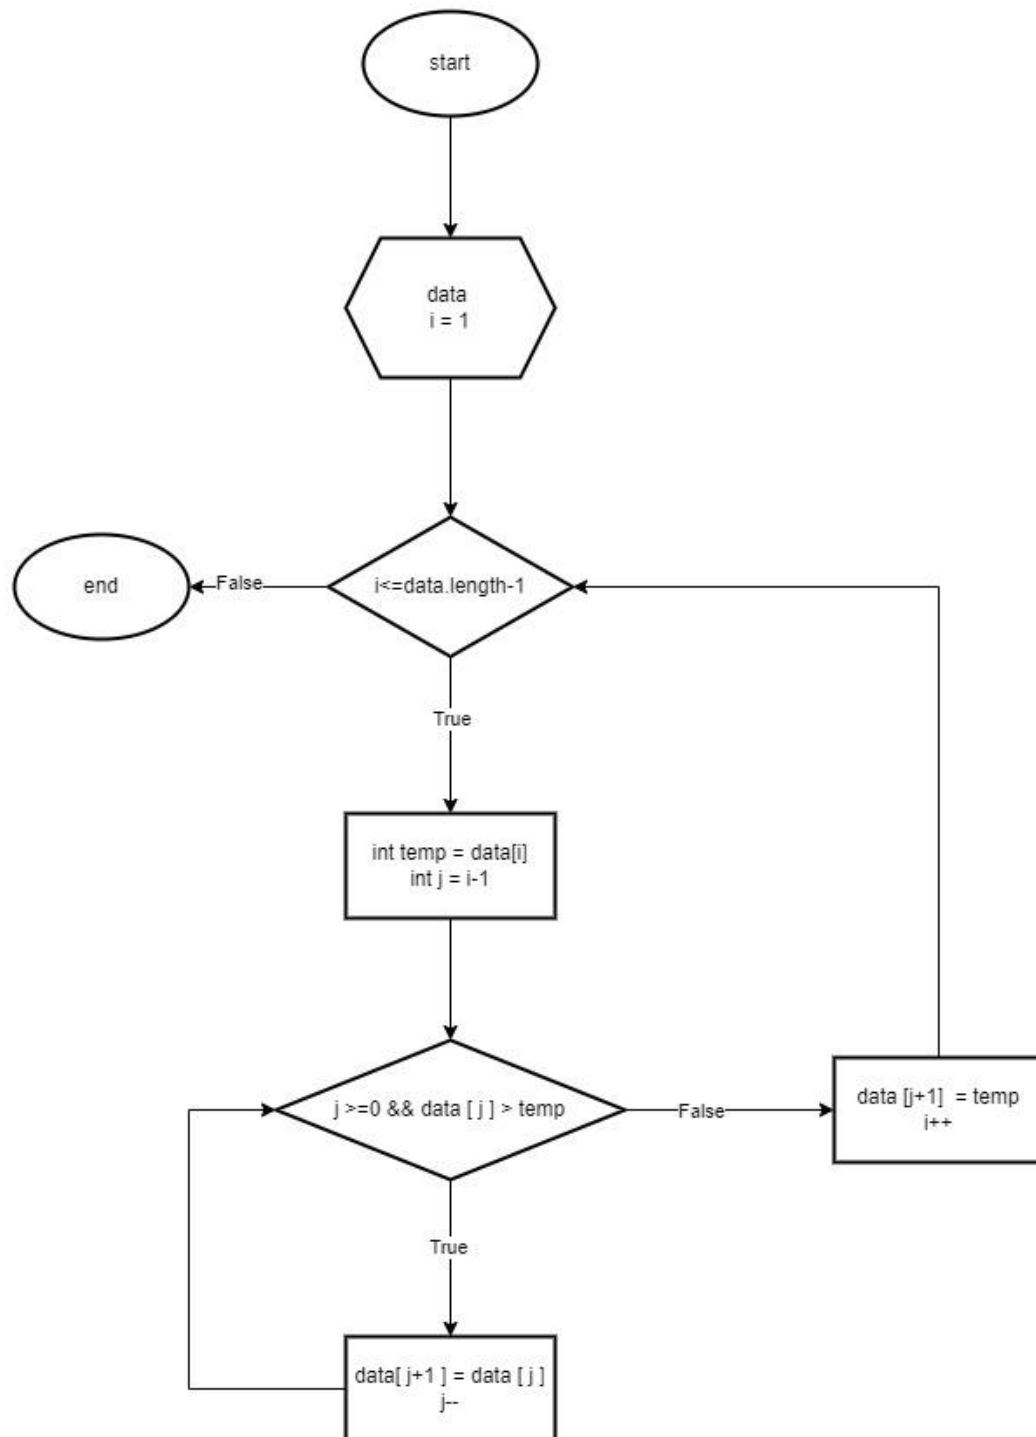 start
data
i = 1
end
False
i<=data.length-1
True
int temp = data[i]
int j = i-1
j >=0 && data [ j ] > temp
False
data [j+1]  = temp
i++
True
data[ j+1 ] = data [ j ]
j--